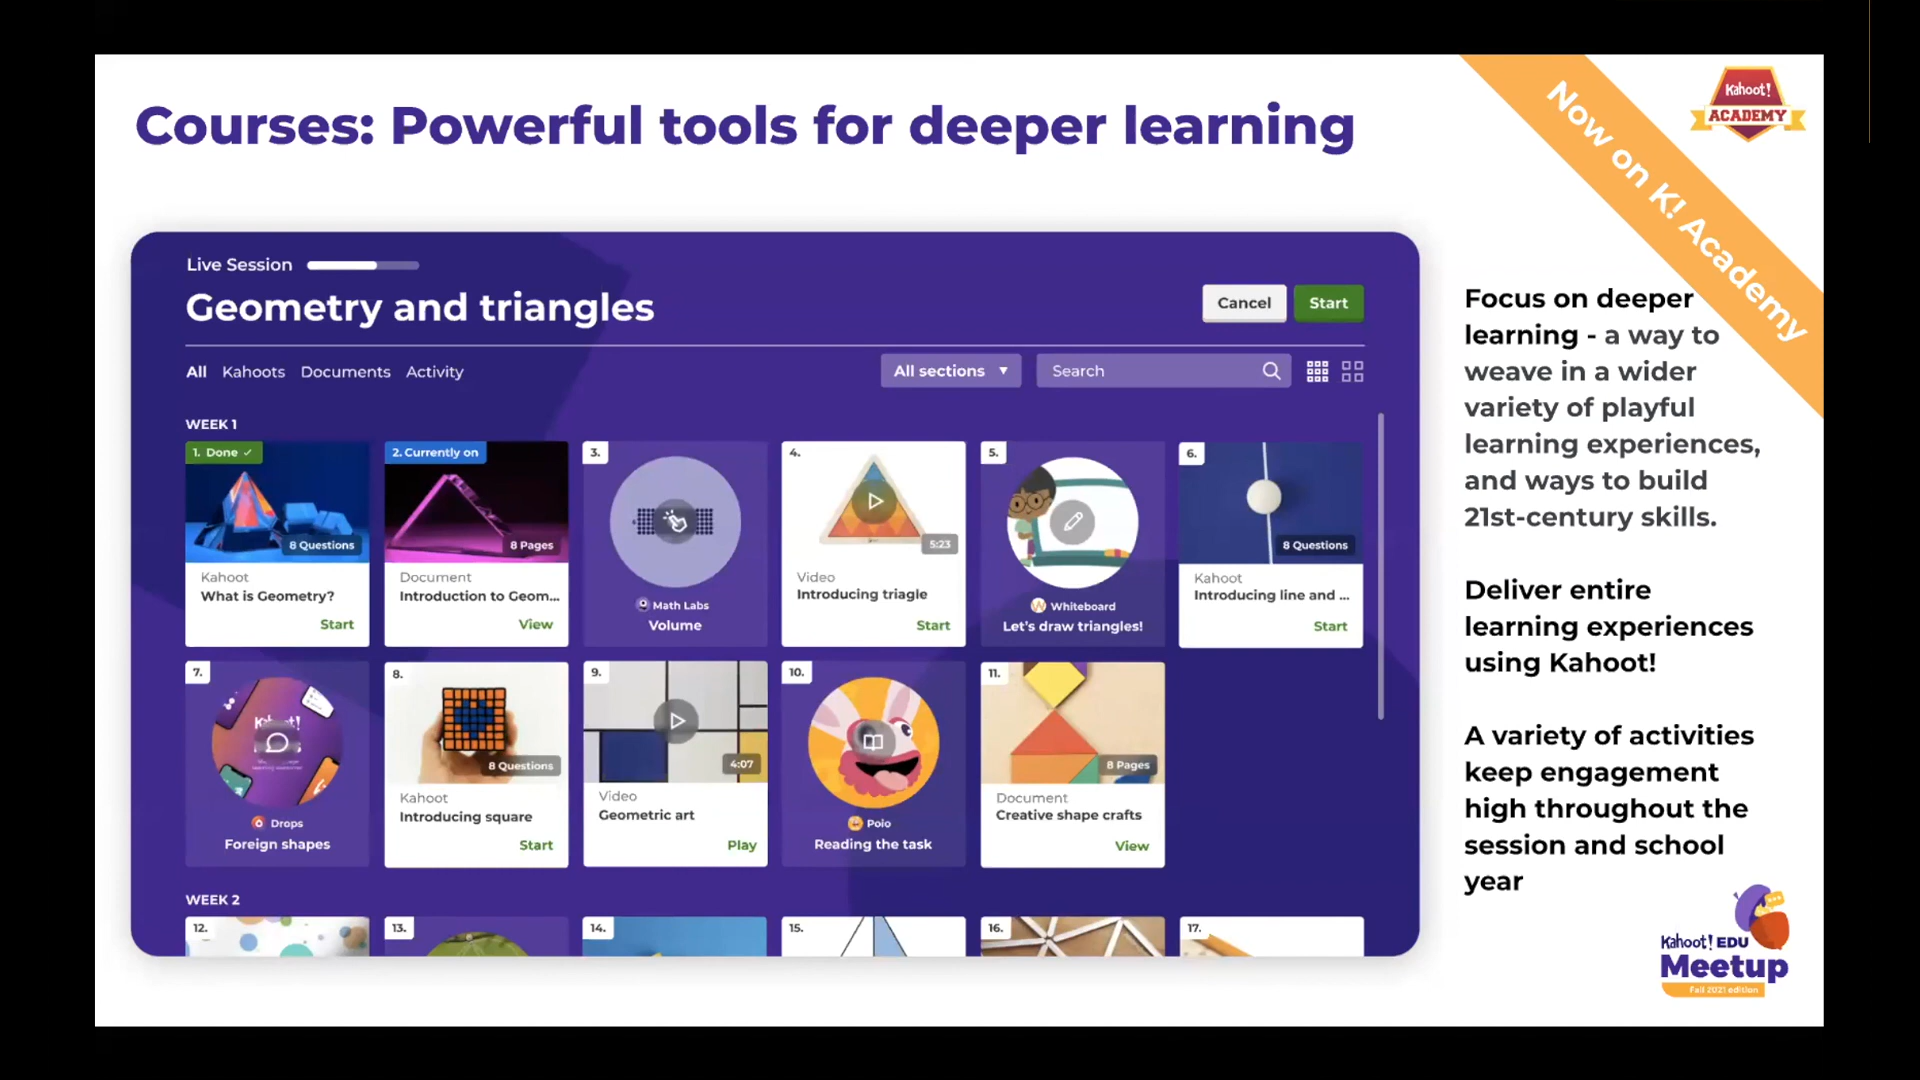 Courses: Powerful tools for deeper learning
Now on K! Academy
Kahoot!
ACADEMY
Live Session
Geometry and triangles
Cancel
Start
All Kahoots Documents Activity
All sections
Search
WEEK 1
1. Done ✓
8 Questions
Kahoot
What is Geometry?
Start
2. Currently on
8 Pages
Document
Introduction to Geom...
View
3.
Math Labs
Volume
4.
5:23
Video
Introducing triagle
Start
5.
Whiteboard
Let's draw triangles!
6.
8 Questions
Kahoot
Introducing line and ...
Start
7.
Drops
Foreign shapes
8.
8 Questions
Kahoot
Introducing square
Start
9.
4:07
Video
Geometric art
Play
10.
Poio
Reading the task
11.
8 Pages
Document
Creative shape crafts
View
WEEK 2
12.
13.
14.
15.
16.
17.
Focus on deeper
learning - a way to
weave in a wider
variety of playful
learning experiences,
and ways to build
21st-century skills.
Deliver entire
learning experiences
using Kahoot!
A variety of activities
keep engagement
high throughout the
session and school
year
Kahoot! EDU
Meetup
Fall 2021 edition